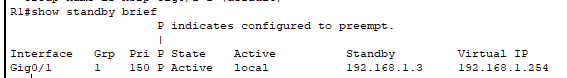 R1#show standby brief
P indicates configured to preempt.
|
Interface Grp Pri P State Active Standby Virtual IP
Gig0/1 1 150 P Active local 192.168.1.3 192.168.1.254